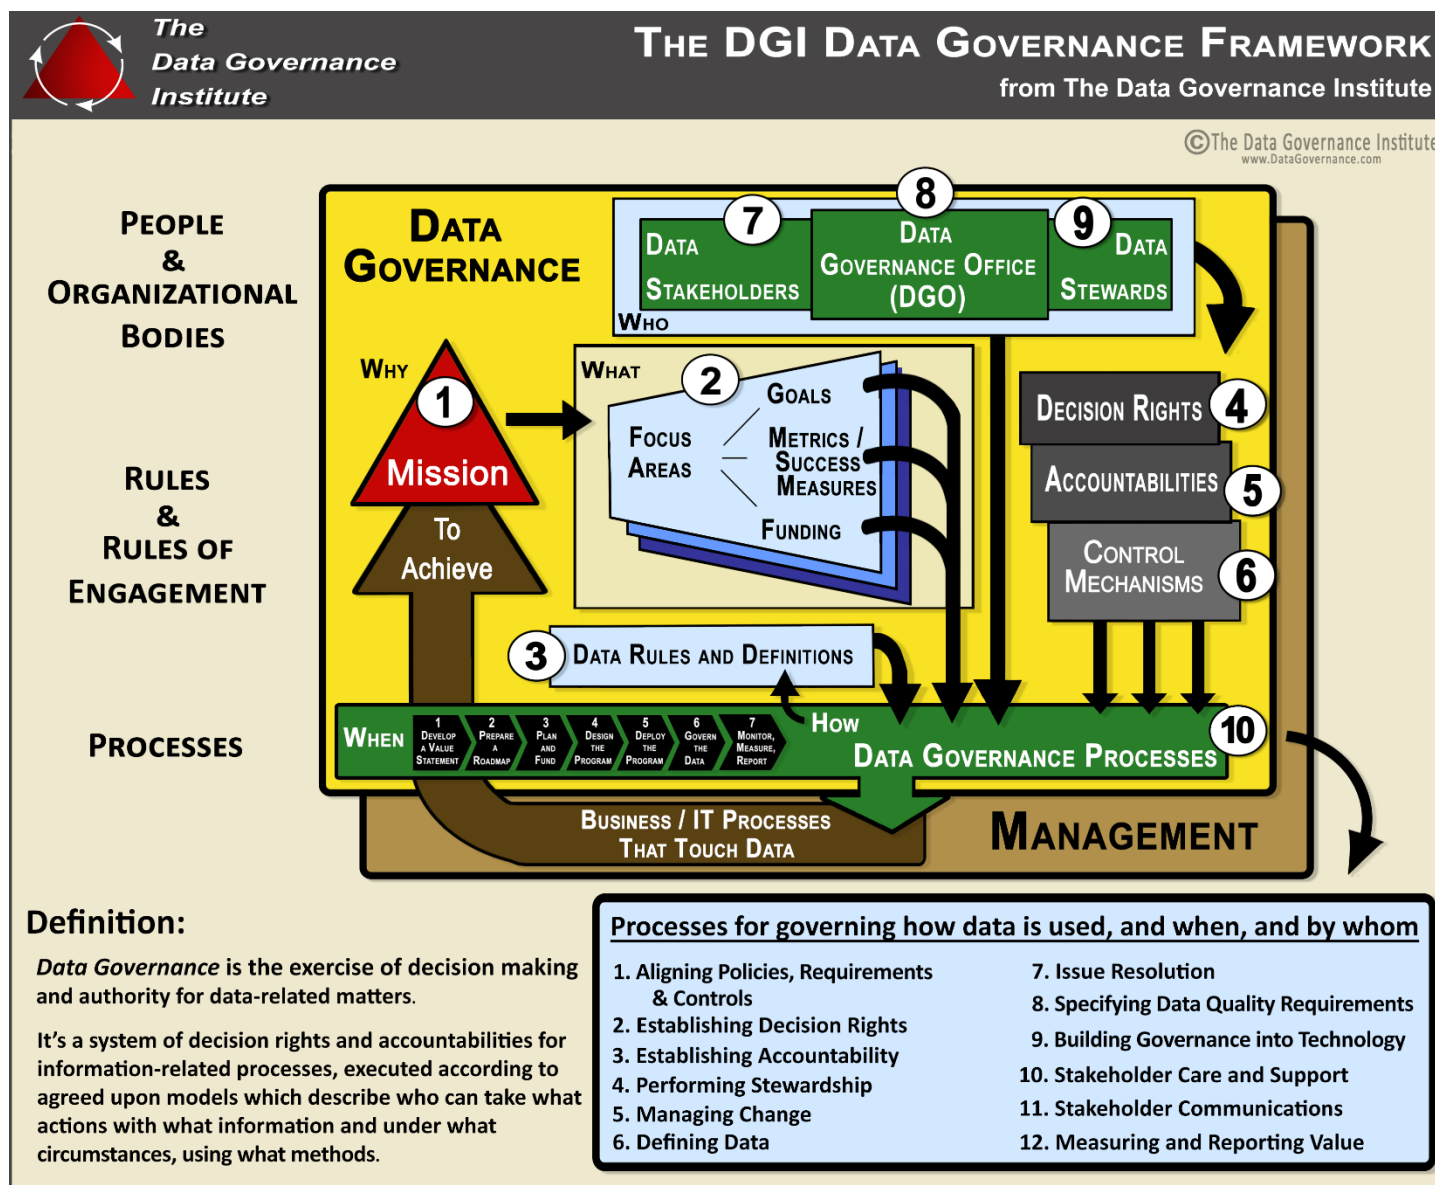 The
Data Governance
Institute
THE DGI DATA GOVERNANCE FRAMEWORK
from The Data Governance Institute
©The Data Governance Institute
www.DataGovernance.com
PEOPLE
&
ORGANIZATIONAL
BODIES
RULES
&
RULES OF
ENGAGEMENT
PROCESSES
DATA
GOVERNANCE
7
DATA
STAKEHOLDERS
8
DATA
GOVERNANCE OFFICE
(DGO)
9
DATA
STEWARDS
WHO
WHY
1
Mission
To
Achieve
WHAT
2
FOCUS
AREAS
GOALS
METRICS /
SUCCESS
MEASURES
FUNDING
DECISION RIGHTS
4
ACCOUNTABILITIES
5
CONTROL
MECHANISMS
6
3
DATA RULES AND DEFINITIONS
WHEN
1
DEVELOP
A VALUE
STATEMENT
2
PREPARE
A
ROADMAP
3
PLAN
AND
FUND
4
DESIGN
THE
PROGRAM
5
DEPLOY
THE
PROGRAM
6
GOVERN
THE
DATA
7
MONITOR,
MEASURE,
REPORT
HOW
DATA GOVERNANCE PROCESSES
10
BUSINESS / IT PROCESSES
THAT TOUCH DATA
MANAGEMENT
Definition:
Data Governance is the exercise of decision making
and authority for data-related matters.
It's a system of decision rights and accountabilities for
information-related processes, executed according to
agreed upon models which describe who can take what
actions with what information and under what
circumstances, using what methods.
Processes for governing how data is used, and when, and by whom
1. Aligning Policies, Requirements
& Controls
2. Establishing Decision Rights
3. Establishing Accountability
4. Performing Stewardship
5. Managing Change
6. Defining Data
7. Issue Resolution
8. Specifying Data Quality Requirements
9. Building Governance into Technology
10. Stakeholder Care and Support
11. Stakeholder Communications
12. Measuring and Reporting Value